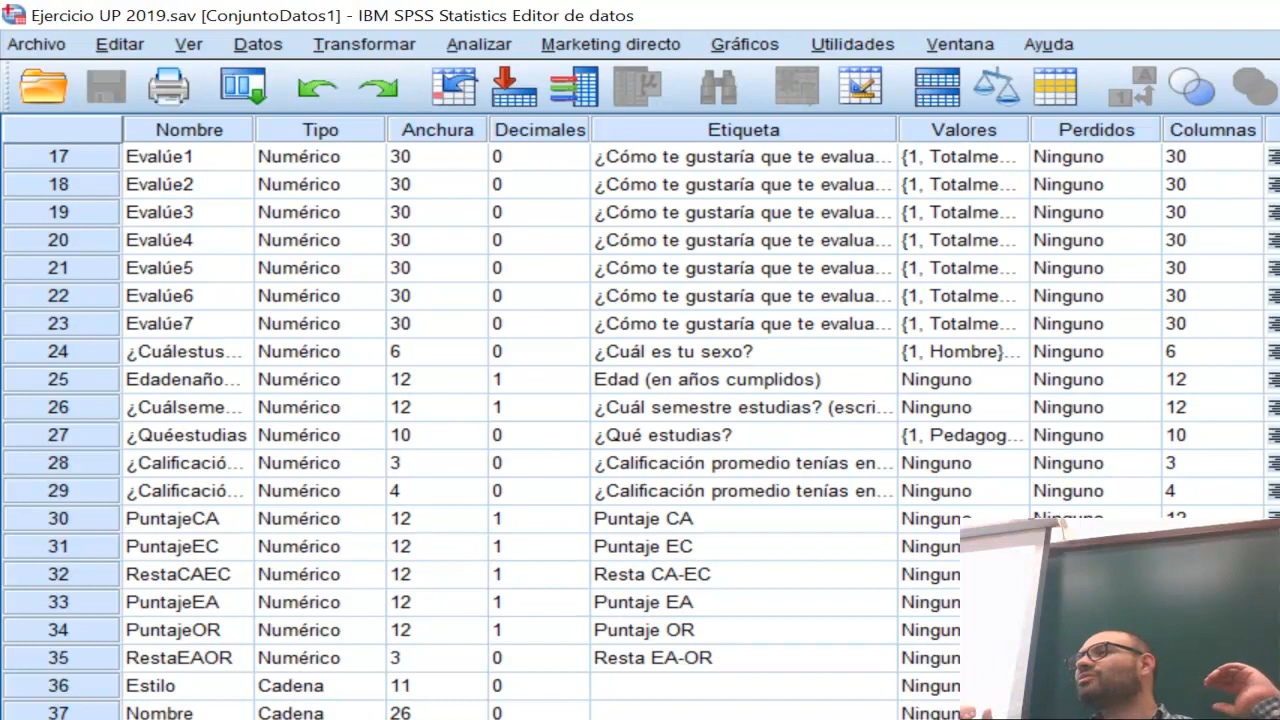 Ejercicio UP 2019.sav [ConjuntoDatos1] - IBM SPSS Statistics Editor de datos
Archivo Editar Ver Datos Transformar Analizar Marketing directo Gráficos Utilidades Ventana Ayuda
Nombre Tipo Anchura Decimales Etiqueta Valores Perdidos Columnas
17 Evalúe1 Numérico 30 0 ¿Cómo te gustaría que te evalua... {1, Totalme... Ninguno 30
18 Evalúe2 Numérico 30 0 ¿Cómo te gustaría que te evalua... {1, Totalme... Ninguno 30
19 Evalúe3 Numérico 30 0 ¿Cómo te gustaría que te evalua... {1, Totalme... Ninguno 30
20 Evalúe4 Numérico 30 0 ¿Cómo te gustaría que te evalua... {1, Totalme... Ninguno 30
21 Evalúe5 Numérico 30 0 ¿Cómo te gustaría que te evalua... {1, Totalme... Ninguno 30
22 Evalúe6 Numérico 30 0 ¿Cómo te gustaría que te evalua... {1, Totalme... Ninguno 30
23 Evalúe7 Numérico 30 0 ¿Cómo te gustaría que te evalua... {1, Totalme... Ninguno 30
24 ¿Cuálestus... Numérico 6 0 ¿Cuál es tu sexo? {1, Hombre}... Ninguno 6
25 Edadenaño... Numérico 12 1 Edad (en años cumplidos) Ninguno Ninguno 12
26 ¿Cuálseme... Numérico 12 1 ¿Cuál semestre estudias? (escri... Ninguno Ninguno 12
27 ¿Quéestudias Numérico 10 0 ¿Qué estudias? {1, Pedagog... Ninguno 10
28 ¿Calificació... Numérico 3 0 ¿Calificación promedio tenías en... Ninguno Ninguno 3
29 ¿Calificació... Numérico 4 0 ¿Calificación promedio tenías en... Ninguno Ninguno 4
30 PuntajeCA Numérico 12 1 Puntaje CA Ninguno Ninguno 12
31 PuntajeEC Numérico 12 1 Puntaje EC Ninguno
32 RestaCAEC Numérico 12 1 Resta CA-EC Ninguno
33 PuntajeEA Numérico 12 1 Puntaje EA Ninguno
34 PuntajeOR Numérico 12 1 Puntaje OR Ninguno
35 RestaEAOR Numérico 3 0 Resta EA-OR Ninguno
36 Estilo Cadena 11 0 Ninguno
37 Nombre Cadena 26 0 Ninguno